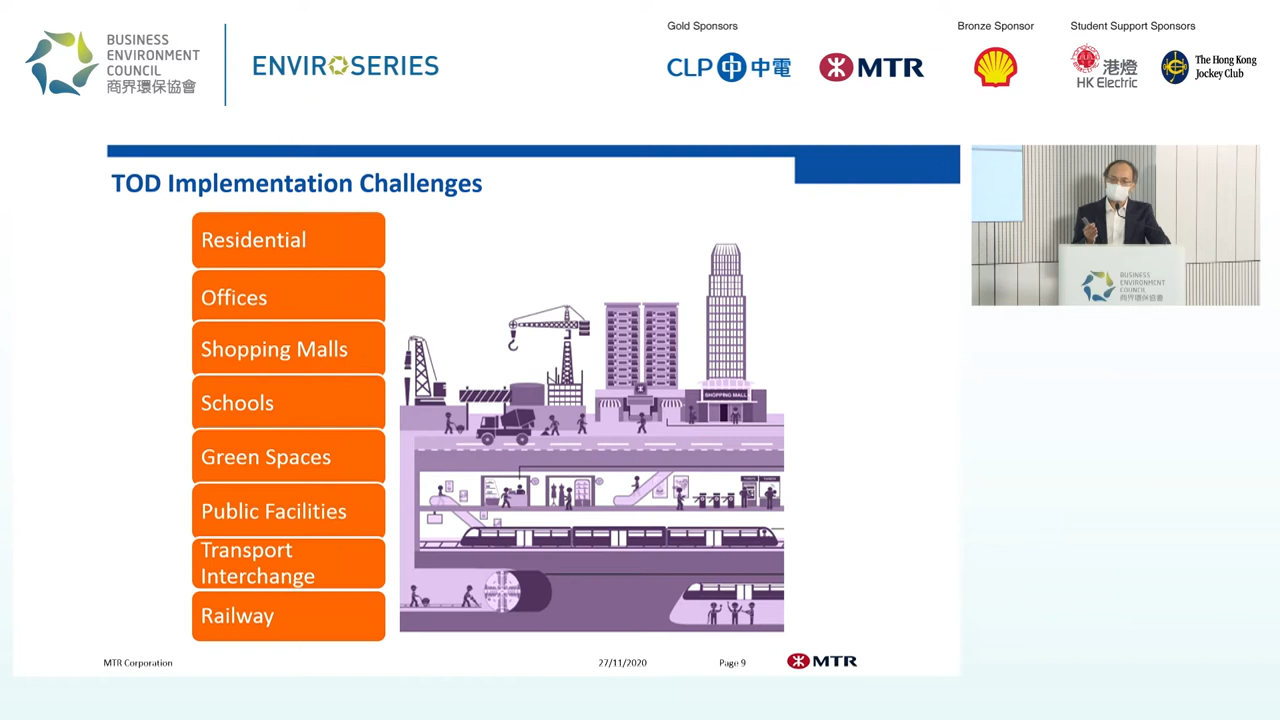 BUSINESS
ENVIRONMENT
COUNCIL
商界環保協會
ENVIROSERIES
Gold Sponsors
CLP 中 中電
MTR
Bronze Sponsor
Student Support Sponsors
港燈
HK Electric
The Hong Kong
Jockey Club
TOD Implementation Challenges
Residential
Offices
Shopping Malls
Schools
Green Spaces
Public Facilities
Transport
Interchange
Railway
SHOPPING MALL
BUSINESS
ENVIRONMENT
COUNCIL
商界環保協會
MTR Corporation
27/11/2020
Page 9
MTR